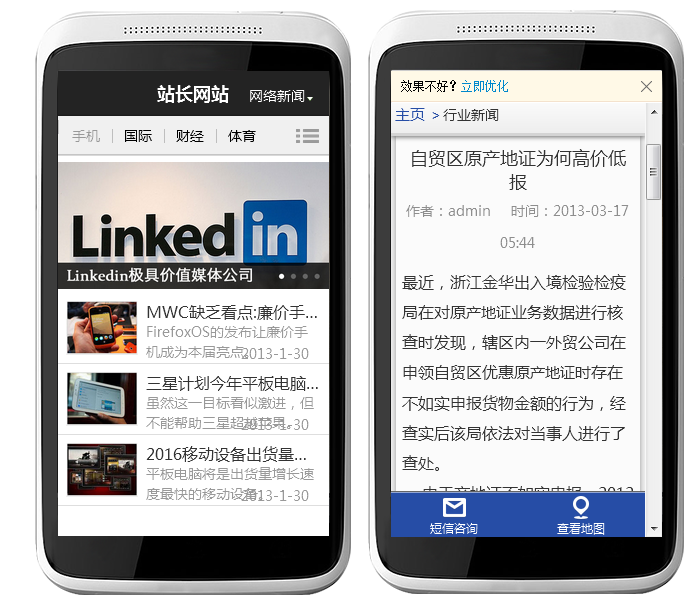 站长网站
网络新闻
手机 国际 财经 体育
Linked in
Linkedin极具价值媒体公司
MWC缺乏看点:廉价手...
FirefoxOS的发布让廉价手
机成为本届亮点。2013-1-30
三星计划今年平板电脑...
虽然这一目标看似激进，但
不能帮助三星超越苹果。2013-1-30
2016移动设备出货量...
平板电脑将是出货量增长速
度最快的移动设备。2013-1-30
效果不好？立即优化
主页 > 行业新闻
自贸区原产地证为何高价低
报
作者：admin 时间：2013-03-17
05:44
最近，浙江金华出入境检验检疫
局在对原产地证业务数据进行核
查时发现，辖区内一外贸公司在
申领自贸区优惠原产地证时存在
不如实申报货物金额的行为，经
查实后该局依法对当事人进行了
查处。
由于产地证不如实申报，2012
短信咨询 查看地图